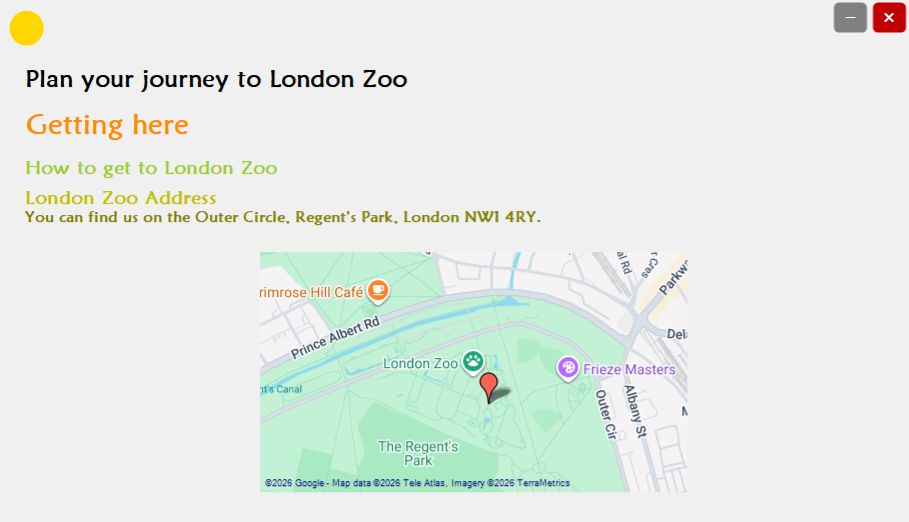 Plan your journey to London Zoo
Getting here
How to get to London Zoo
London Zoo Address
You can find us on the Outer Circle, Regent's Park, London NW1 4RY.
rimrose Hill Café
Prince Albert Rd
London Zoo
Frieze Masters
nt's Canal
Outer Cir
Albany St
Parkw
Del
The Regent's
Park
©2026 Google - Map data ©2026 Tele Atlas, Imagery ©2026 TerraMetrics